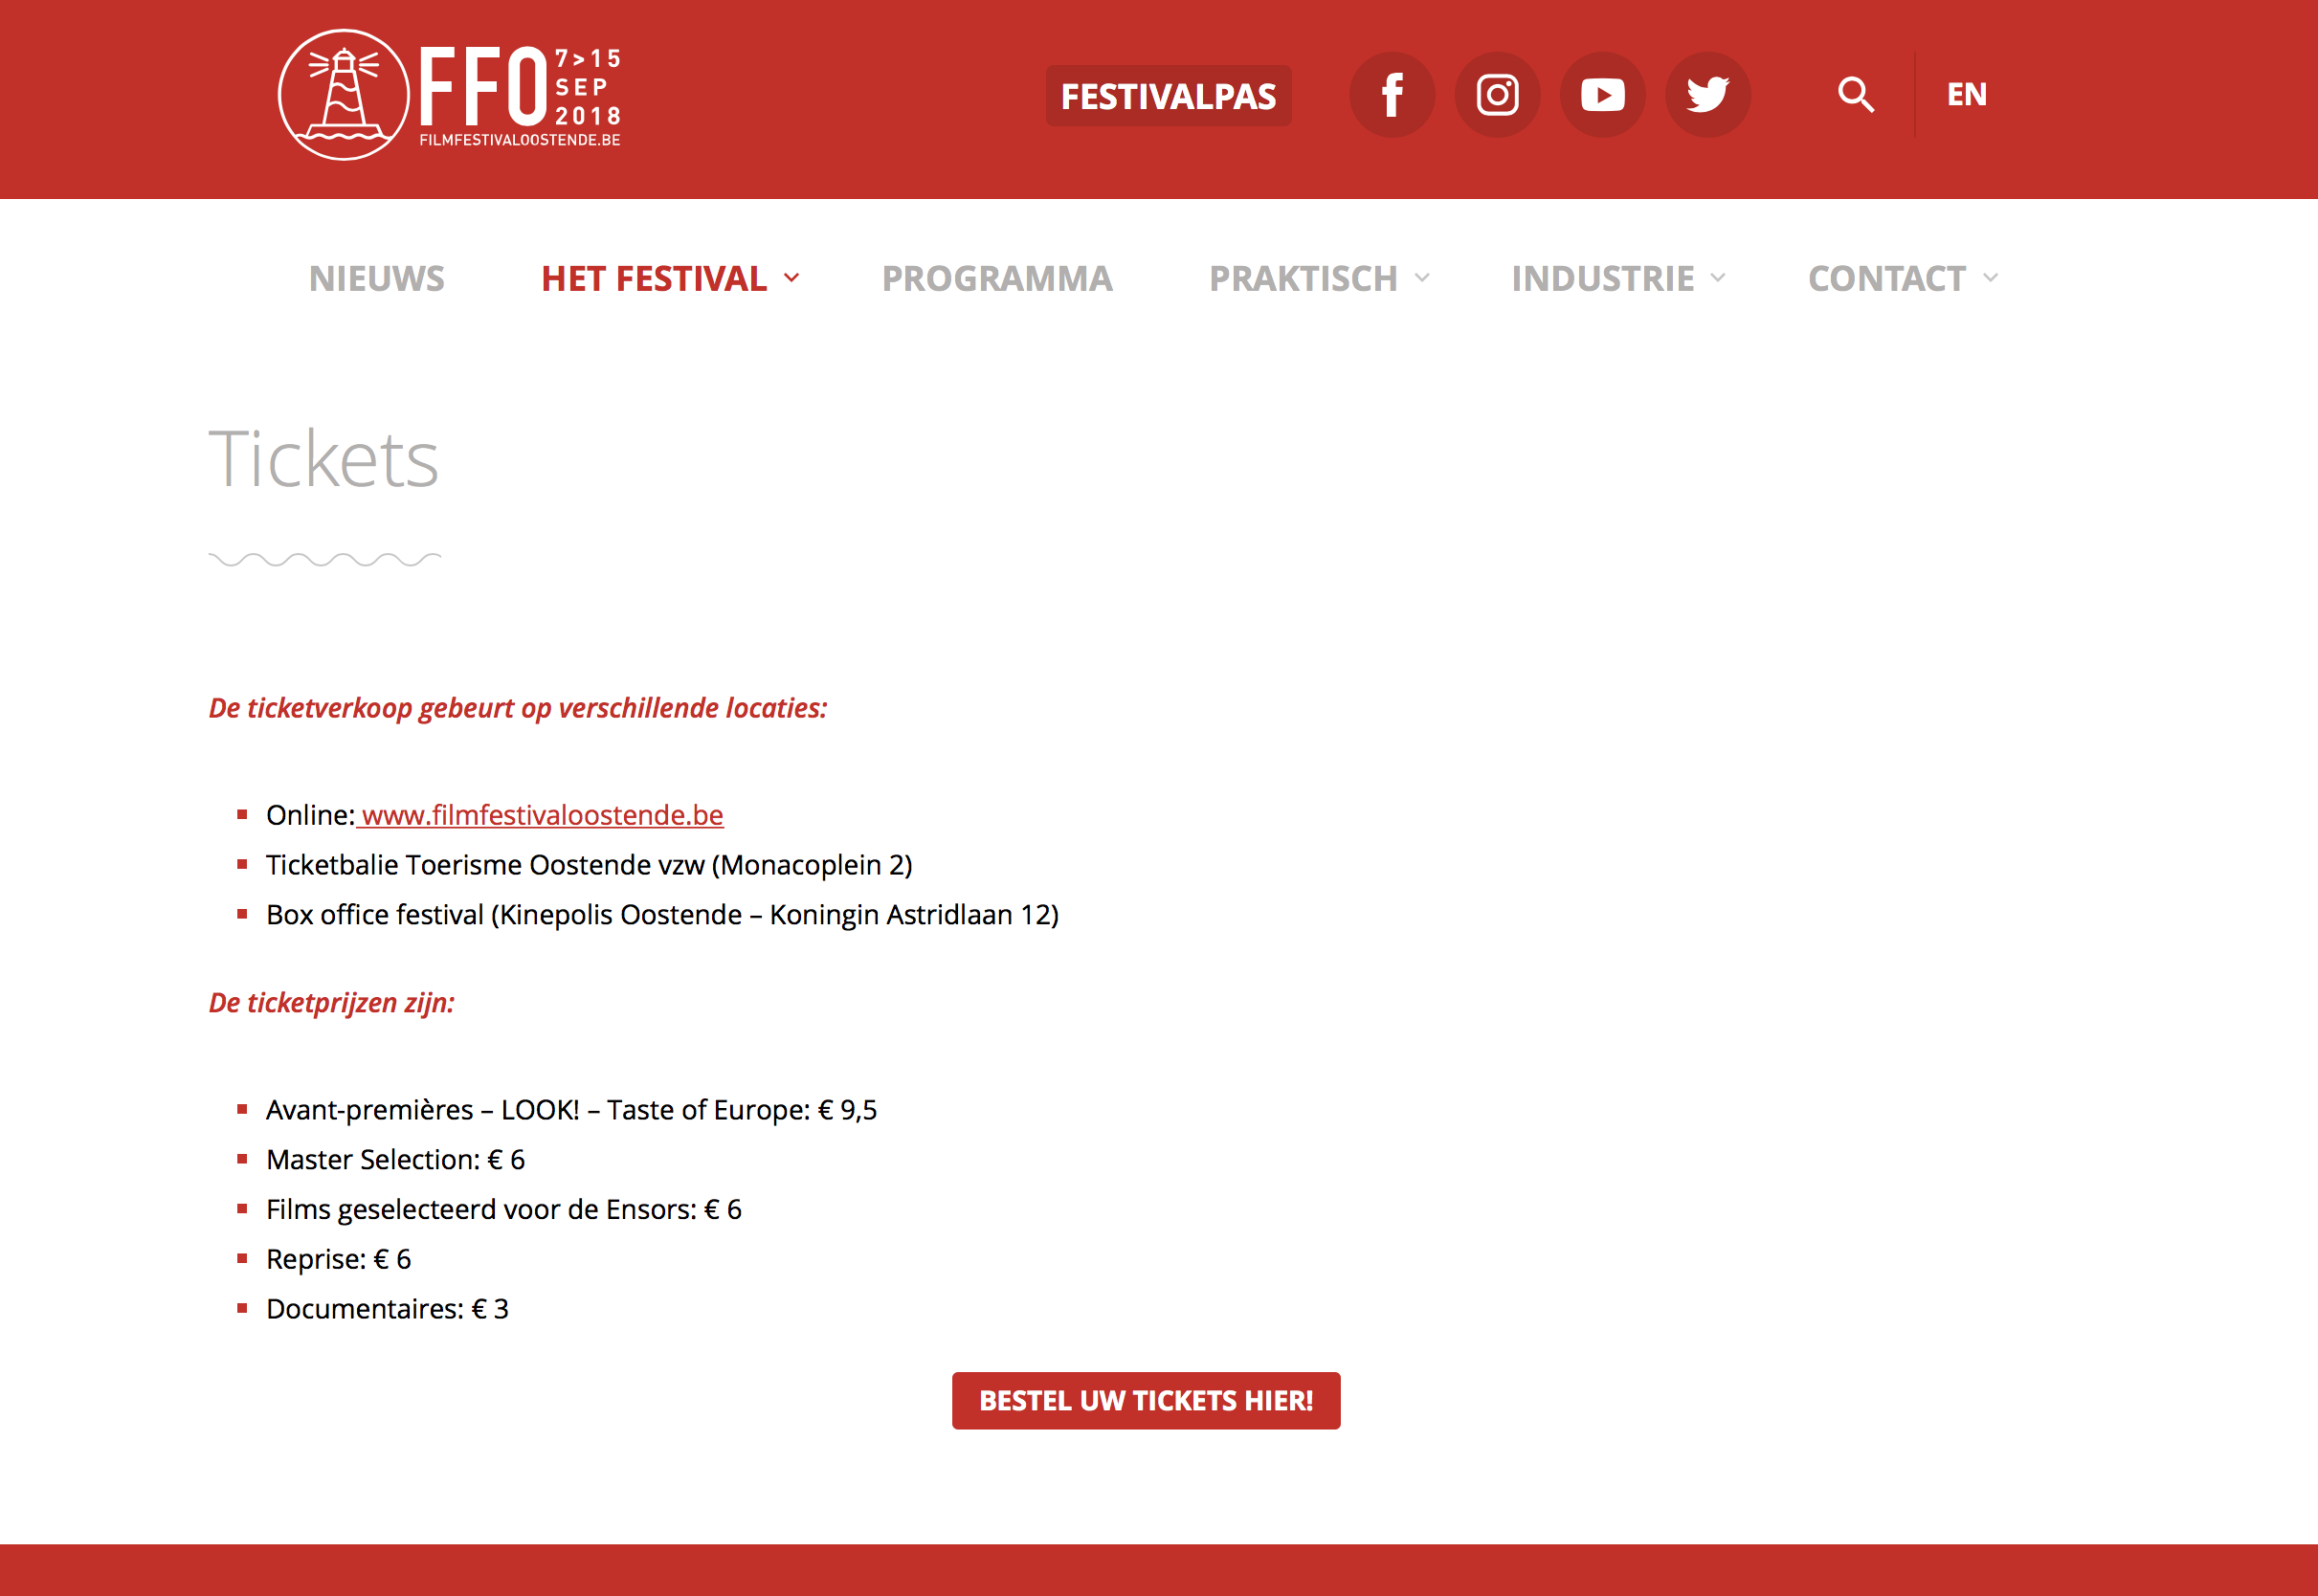 FFO
7>15
SEP
2018
FILMFESTIVALOOSTENDE.BE
FESTIVALPAS
EN
NIEUWS
HET FESTIVAL
PROGRAMMA
PRAKTISCH
INDUSTRIE
CONTACT
Tickets
De ticketverkoop gebeurt op verschillende locaties:
Online: www.filmfestivaloostende.be
Ticketbalie Toerisme Oostende vzw (Monacoplein 2)
Box office festival (Kinepolis Oostende – Koningin Astridlaan 12)
De ticketprijzen zijn:
Avant-premières – LOOK! – Taste of Europe: € 9,5
Master Selection: € 6
Films geselecteerd voor de Ensors: € 6
Reprise: € 6
Documentaires: € 3
BESTEL UW TICKETS HIER!